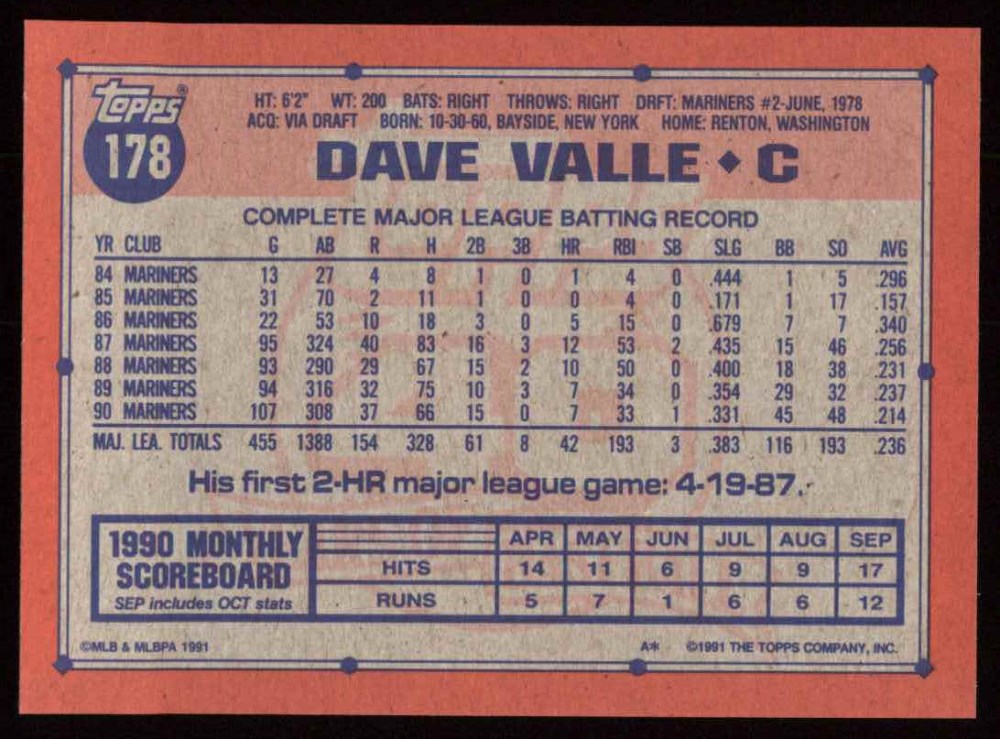 Topps®
178
HT: 6'2" WT: 200 BATS: RIGHT THROWS: RIGHT DRFT: MARINERS #2-JUNE, 1978
ACQ: VIA DRAFT BORN: 10-30-60, BAYSIDE, NEW YORK HOME: RENTON, WASHINGTON
DAVE VALLE ♦ C
COMPLETE MAJOR LEAGUE BATTING RECORD
YR CLUB G AB R H 2B 3B HR RBI SB SLG BB SO AVG
84 MARINERS 13 27 4 8 1 0 1 4 0 .444 1 5 .296
85 MARINERS 31 70 2 11 1 0 0 4 0 .171 1 17 .157
86 MARINERS 22 53 10 18 3 0 5 15 0 .679 7 7 .340
87 MARINERS 95 324 40 83 16 3 12 53 2 .435 15 46 .256
88 MARINERS 93 290 29 67 15 2 10 50 0 .400 18 38 .231
89 MARINERS 94 316 32 75 10 3 7 34 0 .354 29 32 .237
90 MARINERS 107 308 37 66 15 0 7 33 1 .331 45 48 .214
MAJ. LEA. TOTALS 455 1388 154 328 61 8 42 193 3 .383 116 193 .236
His first 2-HR major league game: 4-19-87.
1990 MONTHLY
SCOREBOARD
SEP includes OCT stats
APR MAY JUN JUL AUG SEP
HITS 14 11 6 9 9 17
RUNS 5 7 1 6 6 12
©MLB & MLBPA 1991 A* ©1991 THE TOPPS COMPANY, INC.